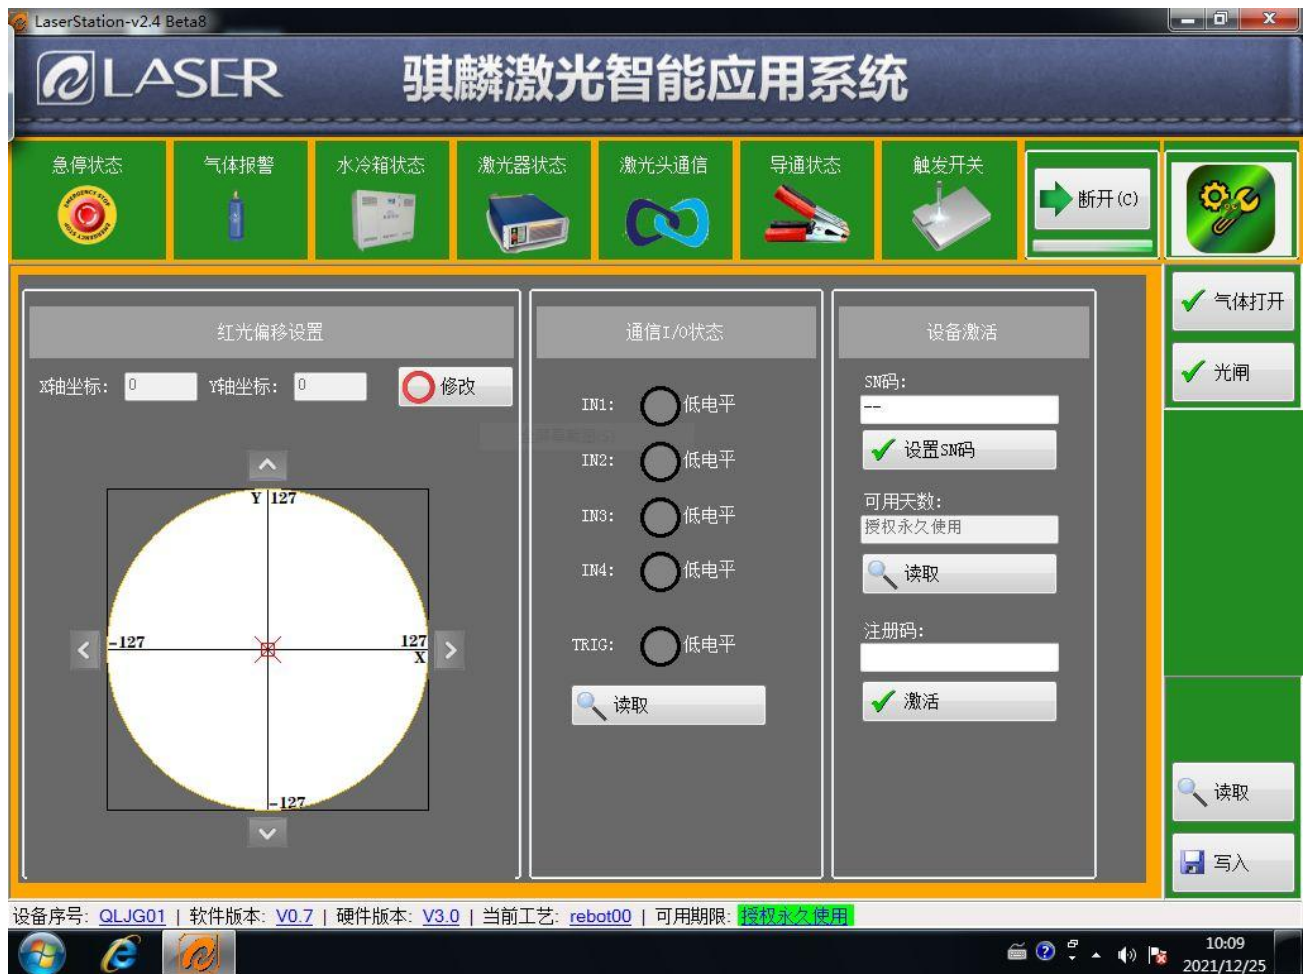 LaserStation-v2.4 Beta8
LASER
骐麟激光智能应用系统
急停状态
气体报警
水冷箱状态
激光器状态
激光头通信
导通状态
触发开关
断开(C)
气体打开
光闸
红光偏移设置
X轴坐标: 0 Y轴坐标: 0 修改
Y 127
-127
127
X
-127
通信I/O状态
IN1: 低电平
IN2: 低电平
IN3: 低电平
IN4: 低电平
TRIG: 低电平
读取
设备激活
SN码:
--
设置SN码
可用天数:
授权永久使用
读取
注册码:
激活
读取
写入
设备序号: QLJG01 | 软件版本: V0.7 | 硬件版本: V3.0 | 当前工艺: rebot00 | 可用期限: 授权永久使用
10:09
2021/12/25